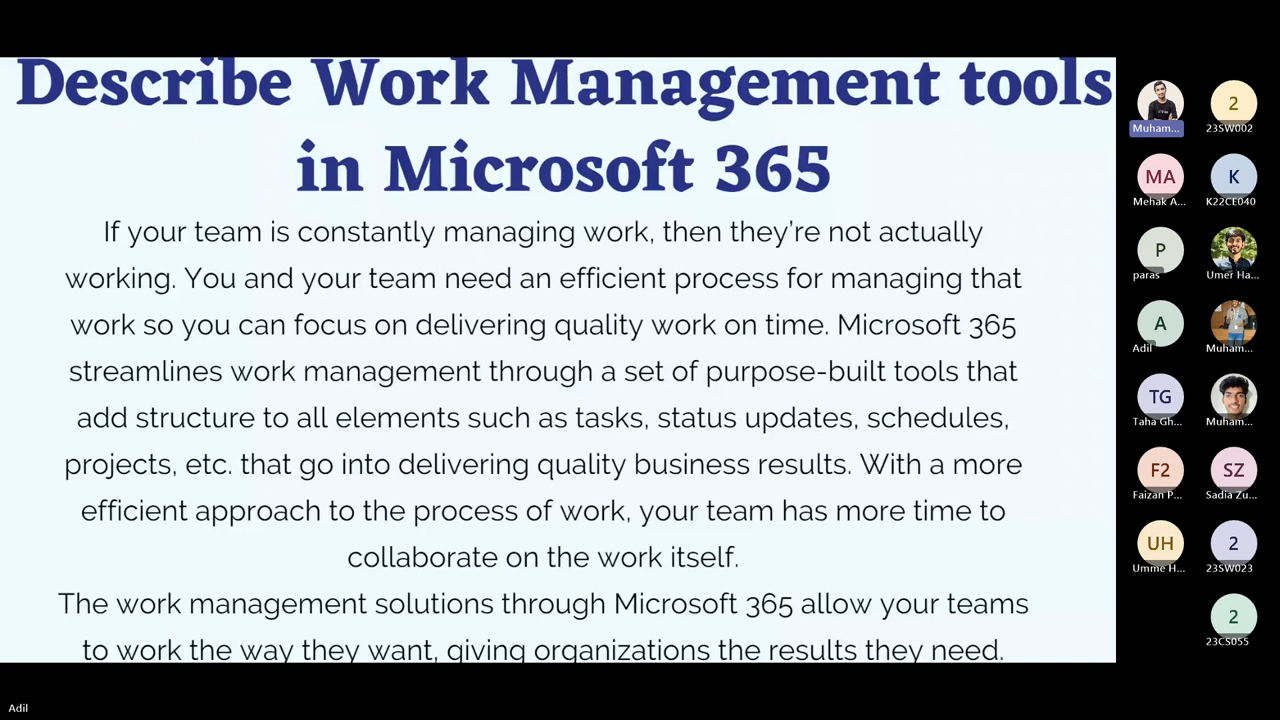 Describe Work Management tools
in Microsoft 365
If your team is constantly managing work, then they're not actually
working. You and your team need an efficient process for managing that
work so you can focus on delivering quality work on time. Microsoft 365
streamlines work management through a set of purpose-built tools that
add structure to all elements such as tasks, status updates, schedules,
projects, etc. that go into delivering quality business results. With a more
efficient approach to the process of work, your team has more time to
collaborate on the work itself.
The work management solutions through Microsoft 365 allow your teams
to work the way they want, giving organizations the results they need.
Muham...
2
23SW002
MA
Mehak A...
K
K22CE040
P
paras
Umer Ha...
A
Adil
Muham...
TG
Taha Gh...
Muham...
F2
Faizan P...
SZ
Sadia Zu...
UH
Umme H...
2
23SW023
2
23CS055
Adil